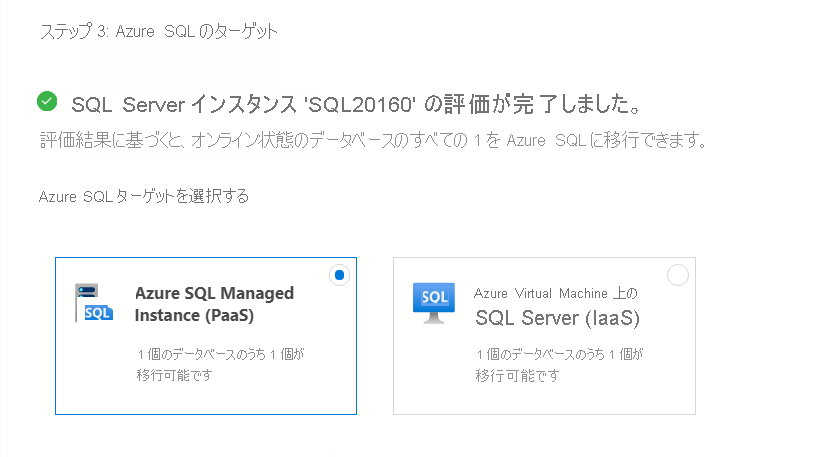 ステップ 3: Azure SQL のターゲット
SQL Server インスタンス 'SQL20160' の評価が完了しました。
評価結果に基づくと、オンライン状態のデータベースのすべての 1 を Azure SQL に移行できます。
Azure SQL ターゲットを選択する
SQL
Azure SQL Managed
Instance (PaaS)
1 個のデータベースのうち 1 個が
移行可能です
SQL
Azure Virtual Machine 上の
SQL Server (IaaS)
1 個のデータベースのうち 1 個が
移行可能です